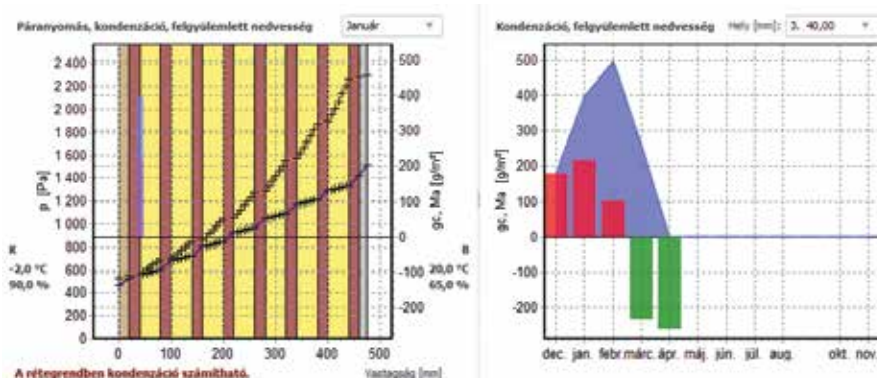 Páranyomás, kondenzáció, felgyülemlett nedvesség
Január
2 400
2 200
2 000
1 800
1 600
1 400
1 200
1 000
800
600
400
200
0
p [Pa]
500
400
300
200
100
0
-100
-200
gc, Ma [g/m²]
K
-2,0 °C
90,0 %
B
20,0 °C
65,0 %
0
100
200
300
400
500
A rétegrendben kondenzáció számítható.
Vastagság [mm]
Kondenzáció, felgyülemlett nedvesség
Hely [mm]:
3. 40,00
500
400
300
200
100
0
-100
-200
gc, Ma [g/m²]
dec. jan. febr. márc. ápr. máj. jún. júl. aug. okt. nov.